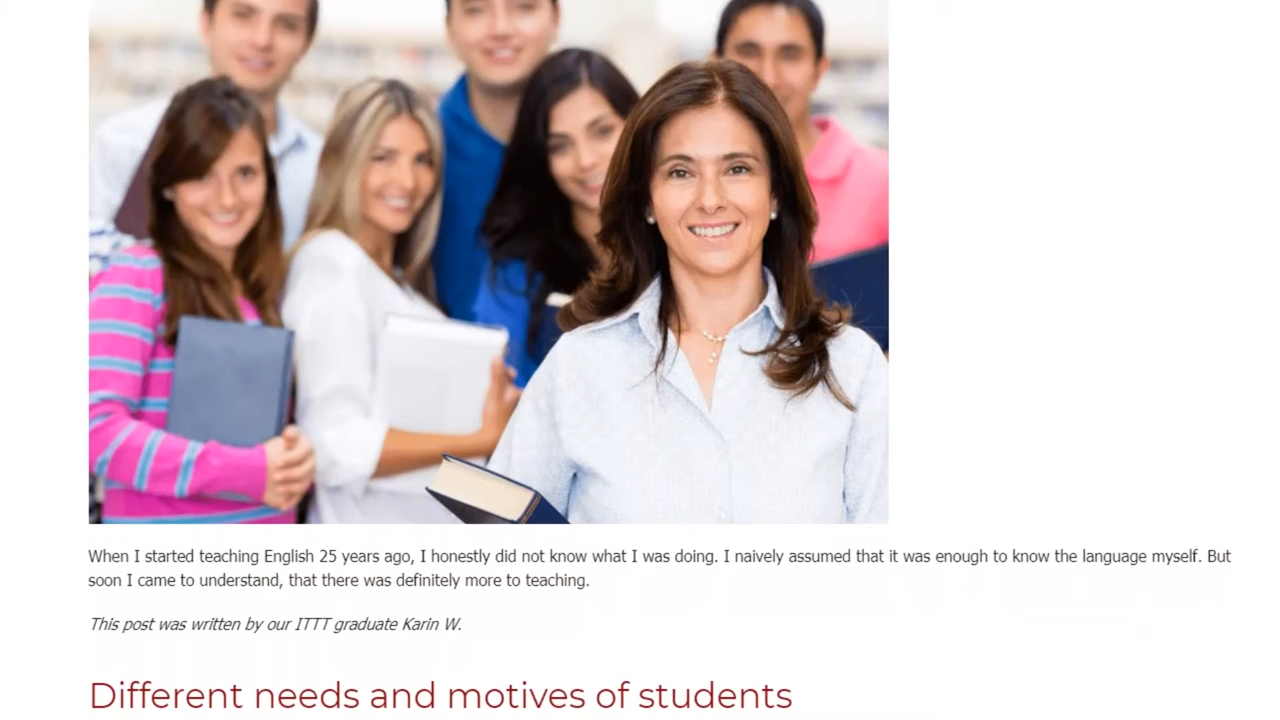 When I started teaching English 25 years ago, I honestly did not know what I was doing. I naively assumed that it was enough to know the language myself. But
soon I came to understand, that there was definitely more to teaching.
This post was written by our ITTT graduate Karin W.
Different needs and motives of students